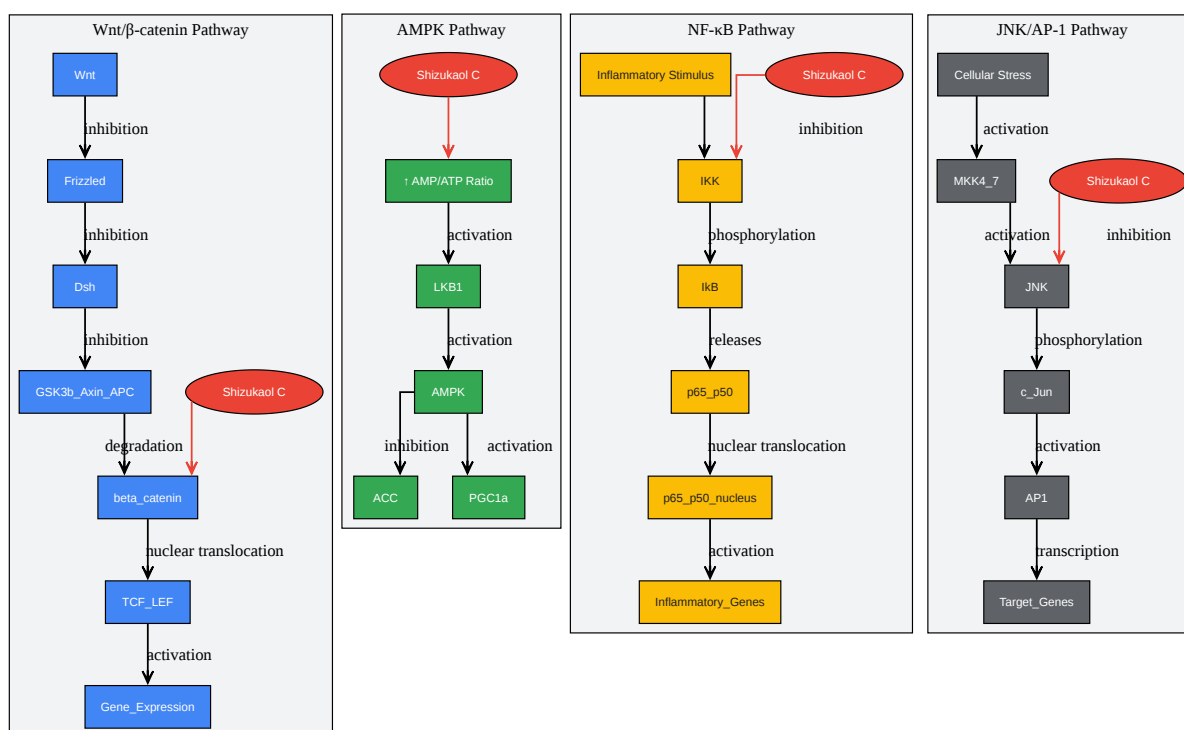 Wnt/β-catenin Pathway
Wnt
inhibition
Frizzled
inhibition
Dsh
inhibition
GSK3b_Axin_APC
Shizukaol C
degradation
beta_catenin
nuclear translocation
TCF_LEF
activation
Gene_Expression
AMPK Pathway
Shizukaol C
↑ AMP/ATP Ratio
activation
LKB1
activation
AMPK
inhibition
activation
ACC
PGC1a
NF-κB Pathway
Inflammatory Stimulus
Shizukaol C
inhibition
IKK
phosphorylation
IkB
releases
p65_p50
nuclear translocation
p65_p50_nucleus
activation
Inflammatory_Genes
JNK/AP-1 Pathway
Cellular Stress
activation
MKK4_7
Shizukaol C
activation
inhibition
JNK
phosphorylation
c_Jun
activation
AP1
transcription
Target_Genes